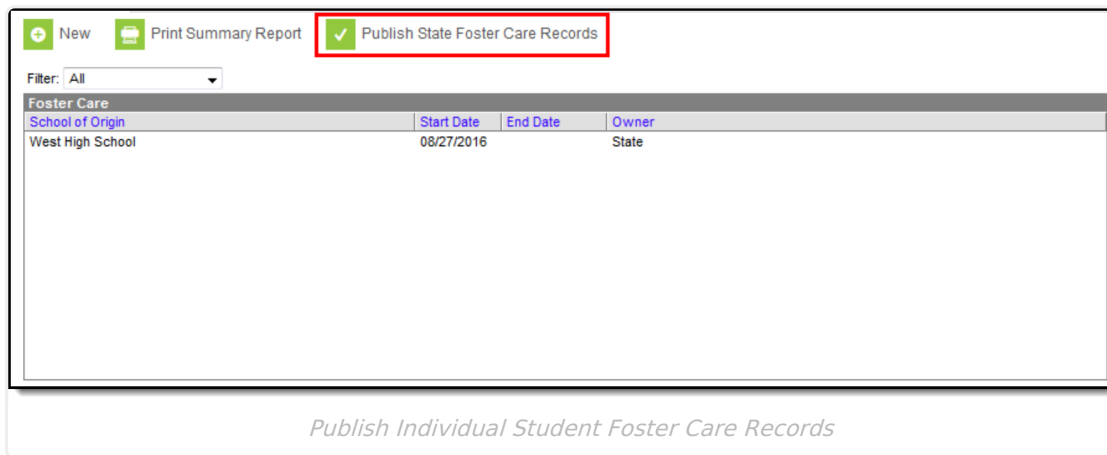 New Print Summary Report Publish State Foster Care Records
Filter: All
Foster Care
School of Origin Start Date End Date Owner
West High School 08/27/2016 State
Publish Individual Student Foster Care Records